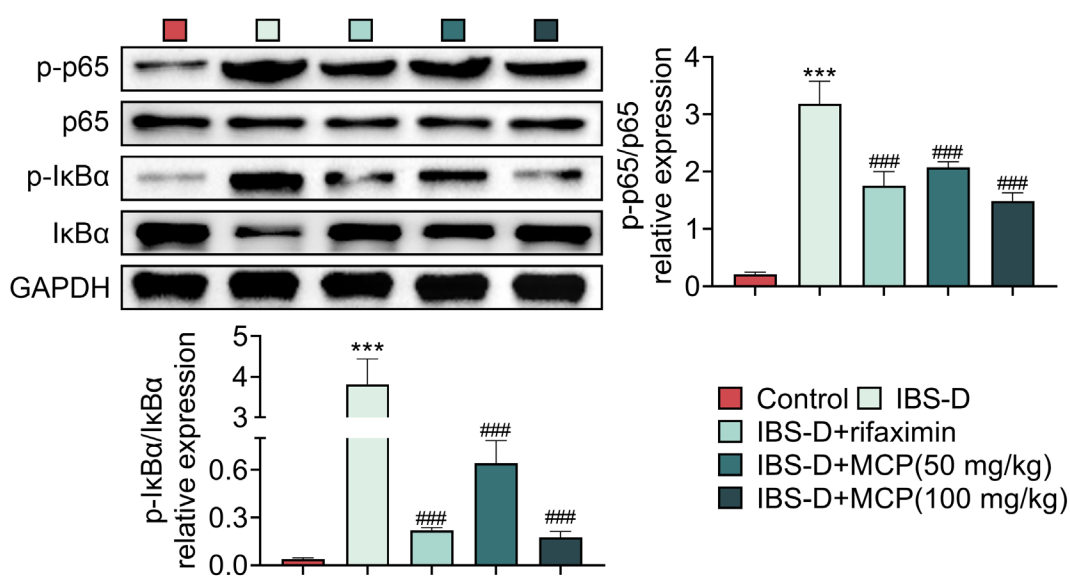 p-p65
p65
p-IκBα
IκBα
GAPDH
p-p65/p65
relative expression
4
3
2
1
0
***
###
###
###
p-IκBα/IκBα
relative expression
5
4
3
0.6
0.3
0.0
***
###
###
###
Control IBS-D
IBS-D+rifaximin
IBS-D+MCP(50 mg/kg)
IBS-D+MCP(100 mg/kg)